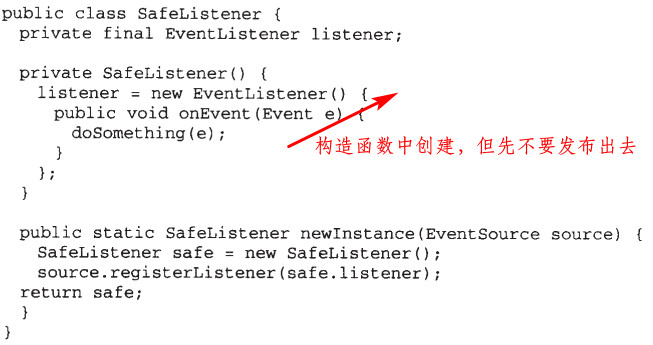 public class SafeListener {
private final EventListener listener;
private SafeListener() {
listener = new EventListener() {
public void onEvent(Event e) {
doSomething(e);
}
};
}
构造函数中创建，但先不要发布出去
public static SafeListener newInstance(EventSource source) {
SafeListener safe = new SafeListener();
source.registerListener(safe.listener);
return safe;
}
}